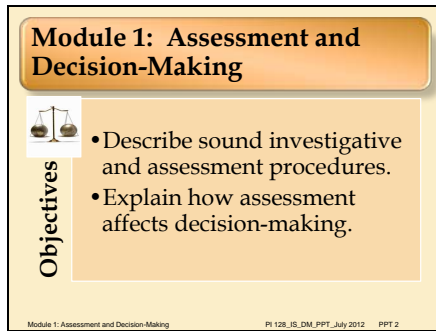 Module 1:  Assessment and
Decision-Making
Objectives
•Describe sound investigative
and assessment procedures.
•Explain how assessment
affects decision-making.
Module 1: Assessment and Decision-Making
PI 128_IS_DM_PPT_July 2012
PPT 2